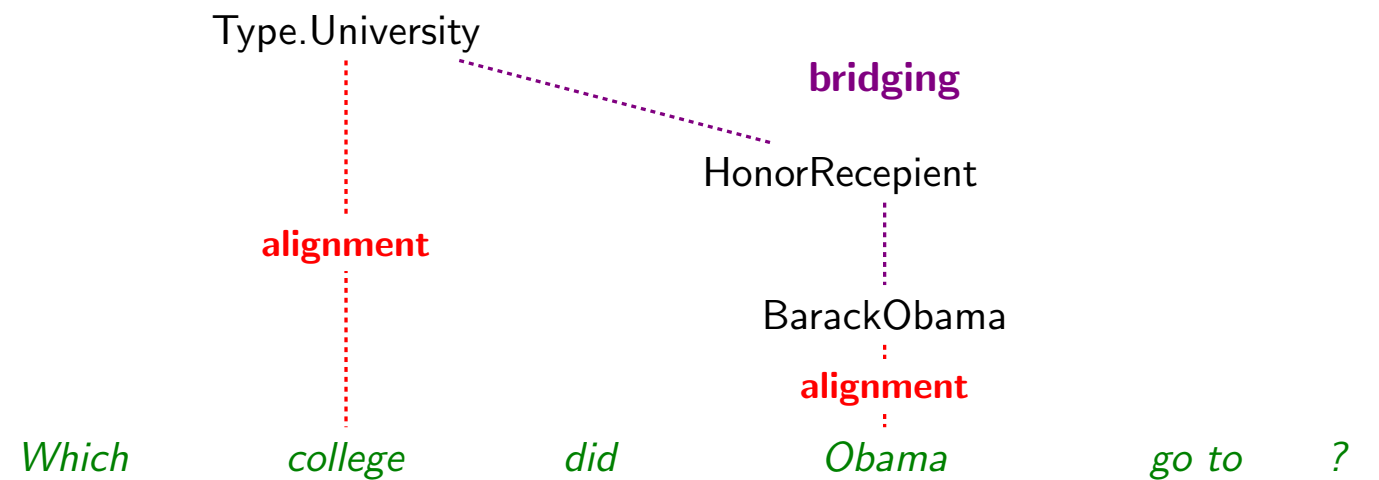 Type.University
bridging
HonorRecepient
alignment
BarackObama
alignment
Which college did Obama go to ?